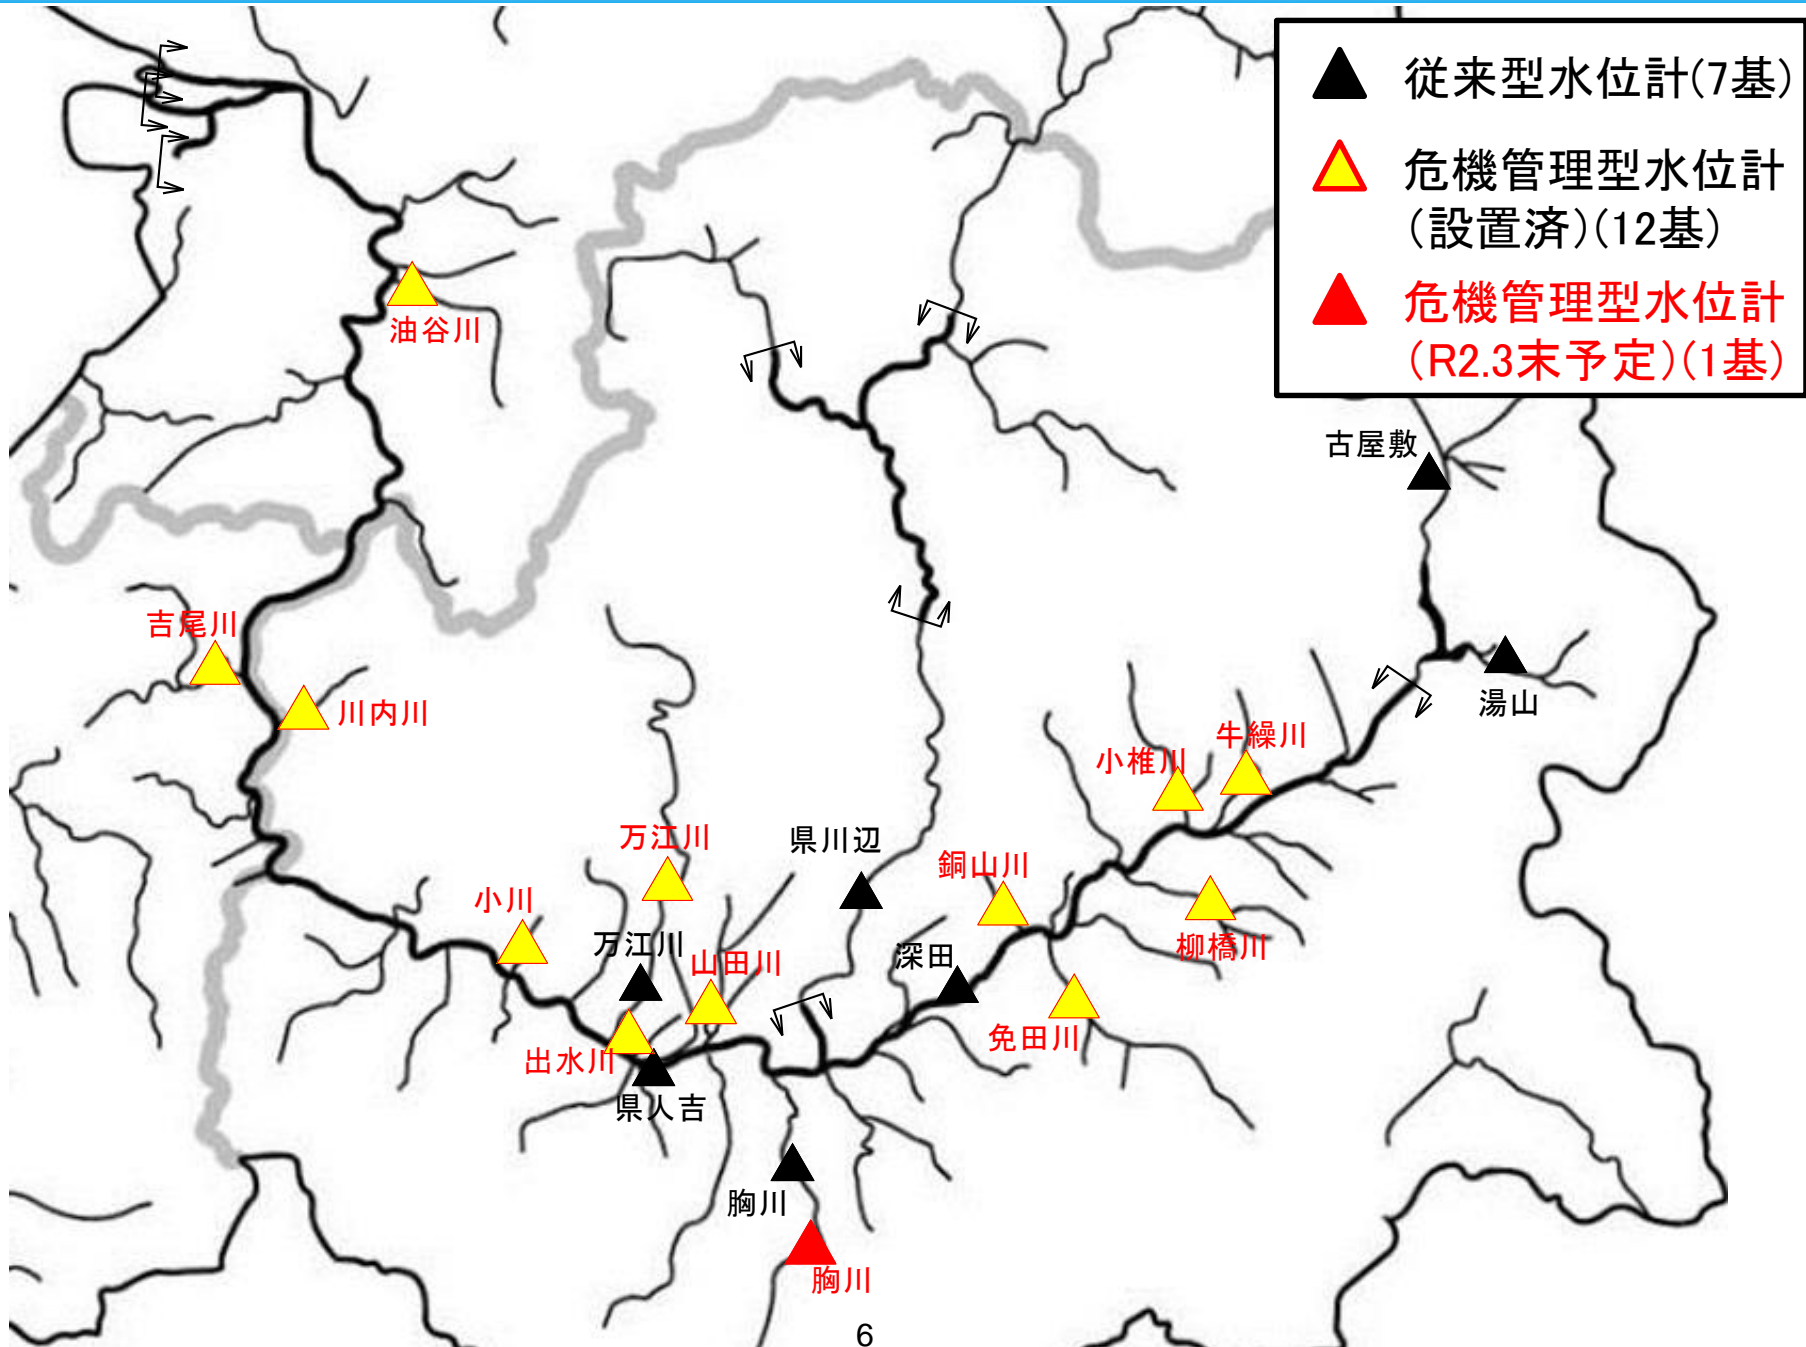 従来型水位計(7基)
危機管理型水位計
(設置済)(12基)
危機管理型水位計
(R2.3末予定)(1基)
油谷川
古屋敷
吉尾川
川内川
湯山
牛繰川
小椎川
万江川
県川辺
銅山川
小川
万江川
山田川
深田
柳橋川
免田川
出水川
県人吉
胸川
胸川
6